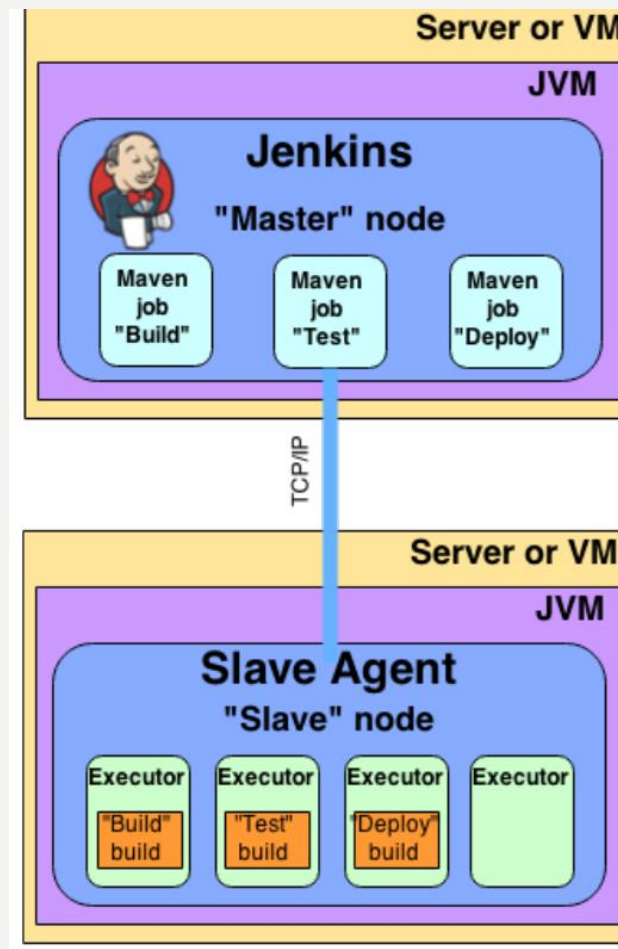 Server or VM
JVM
Jenkins
"Master" node
Maven
job
"Build"
Maven
job
"Test"
Maven
job
"Deploy"
TCP/IP
Server or VM
JVM
Slave Agent
"Slave" node
Executor
"Build"
build
Executor
"Test"
build
Executor
"Deploy"
build
Executor